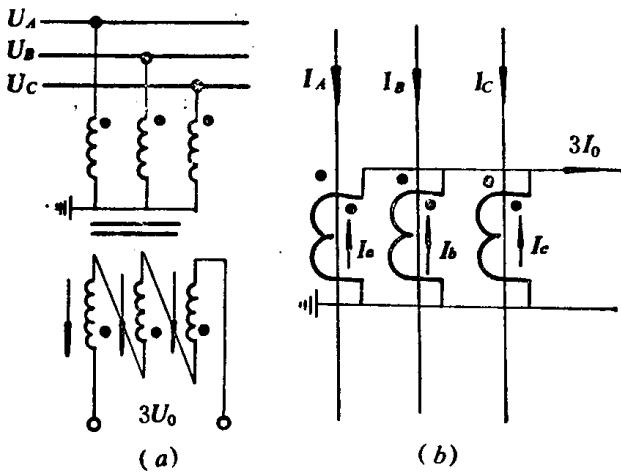 U_A
U_B
U_C
3U_0
(a)
I_A I_B I_C
3I_0
I_a I_b I_c
(b)